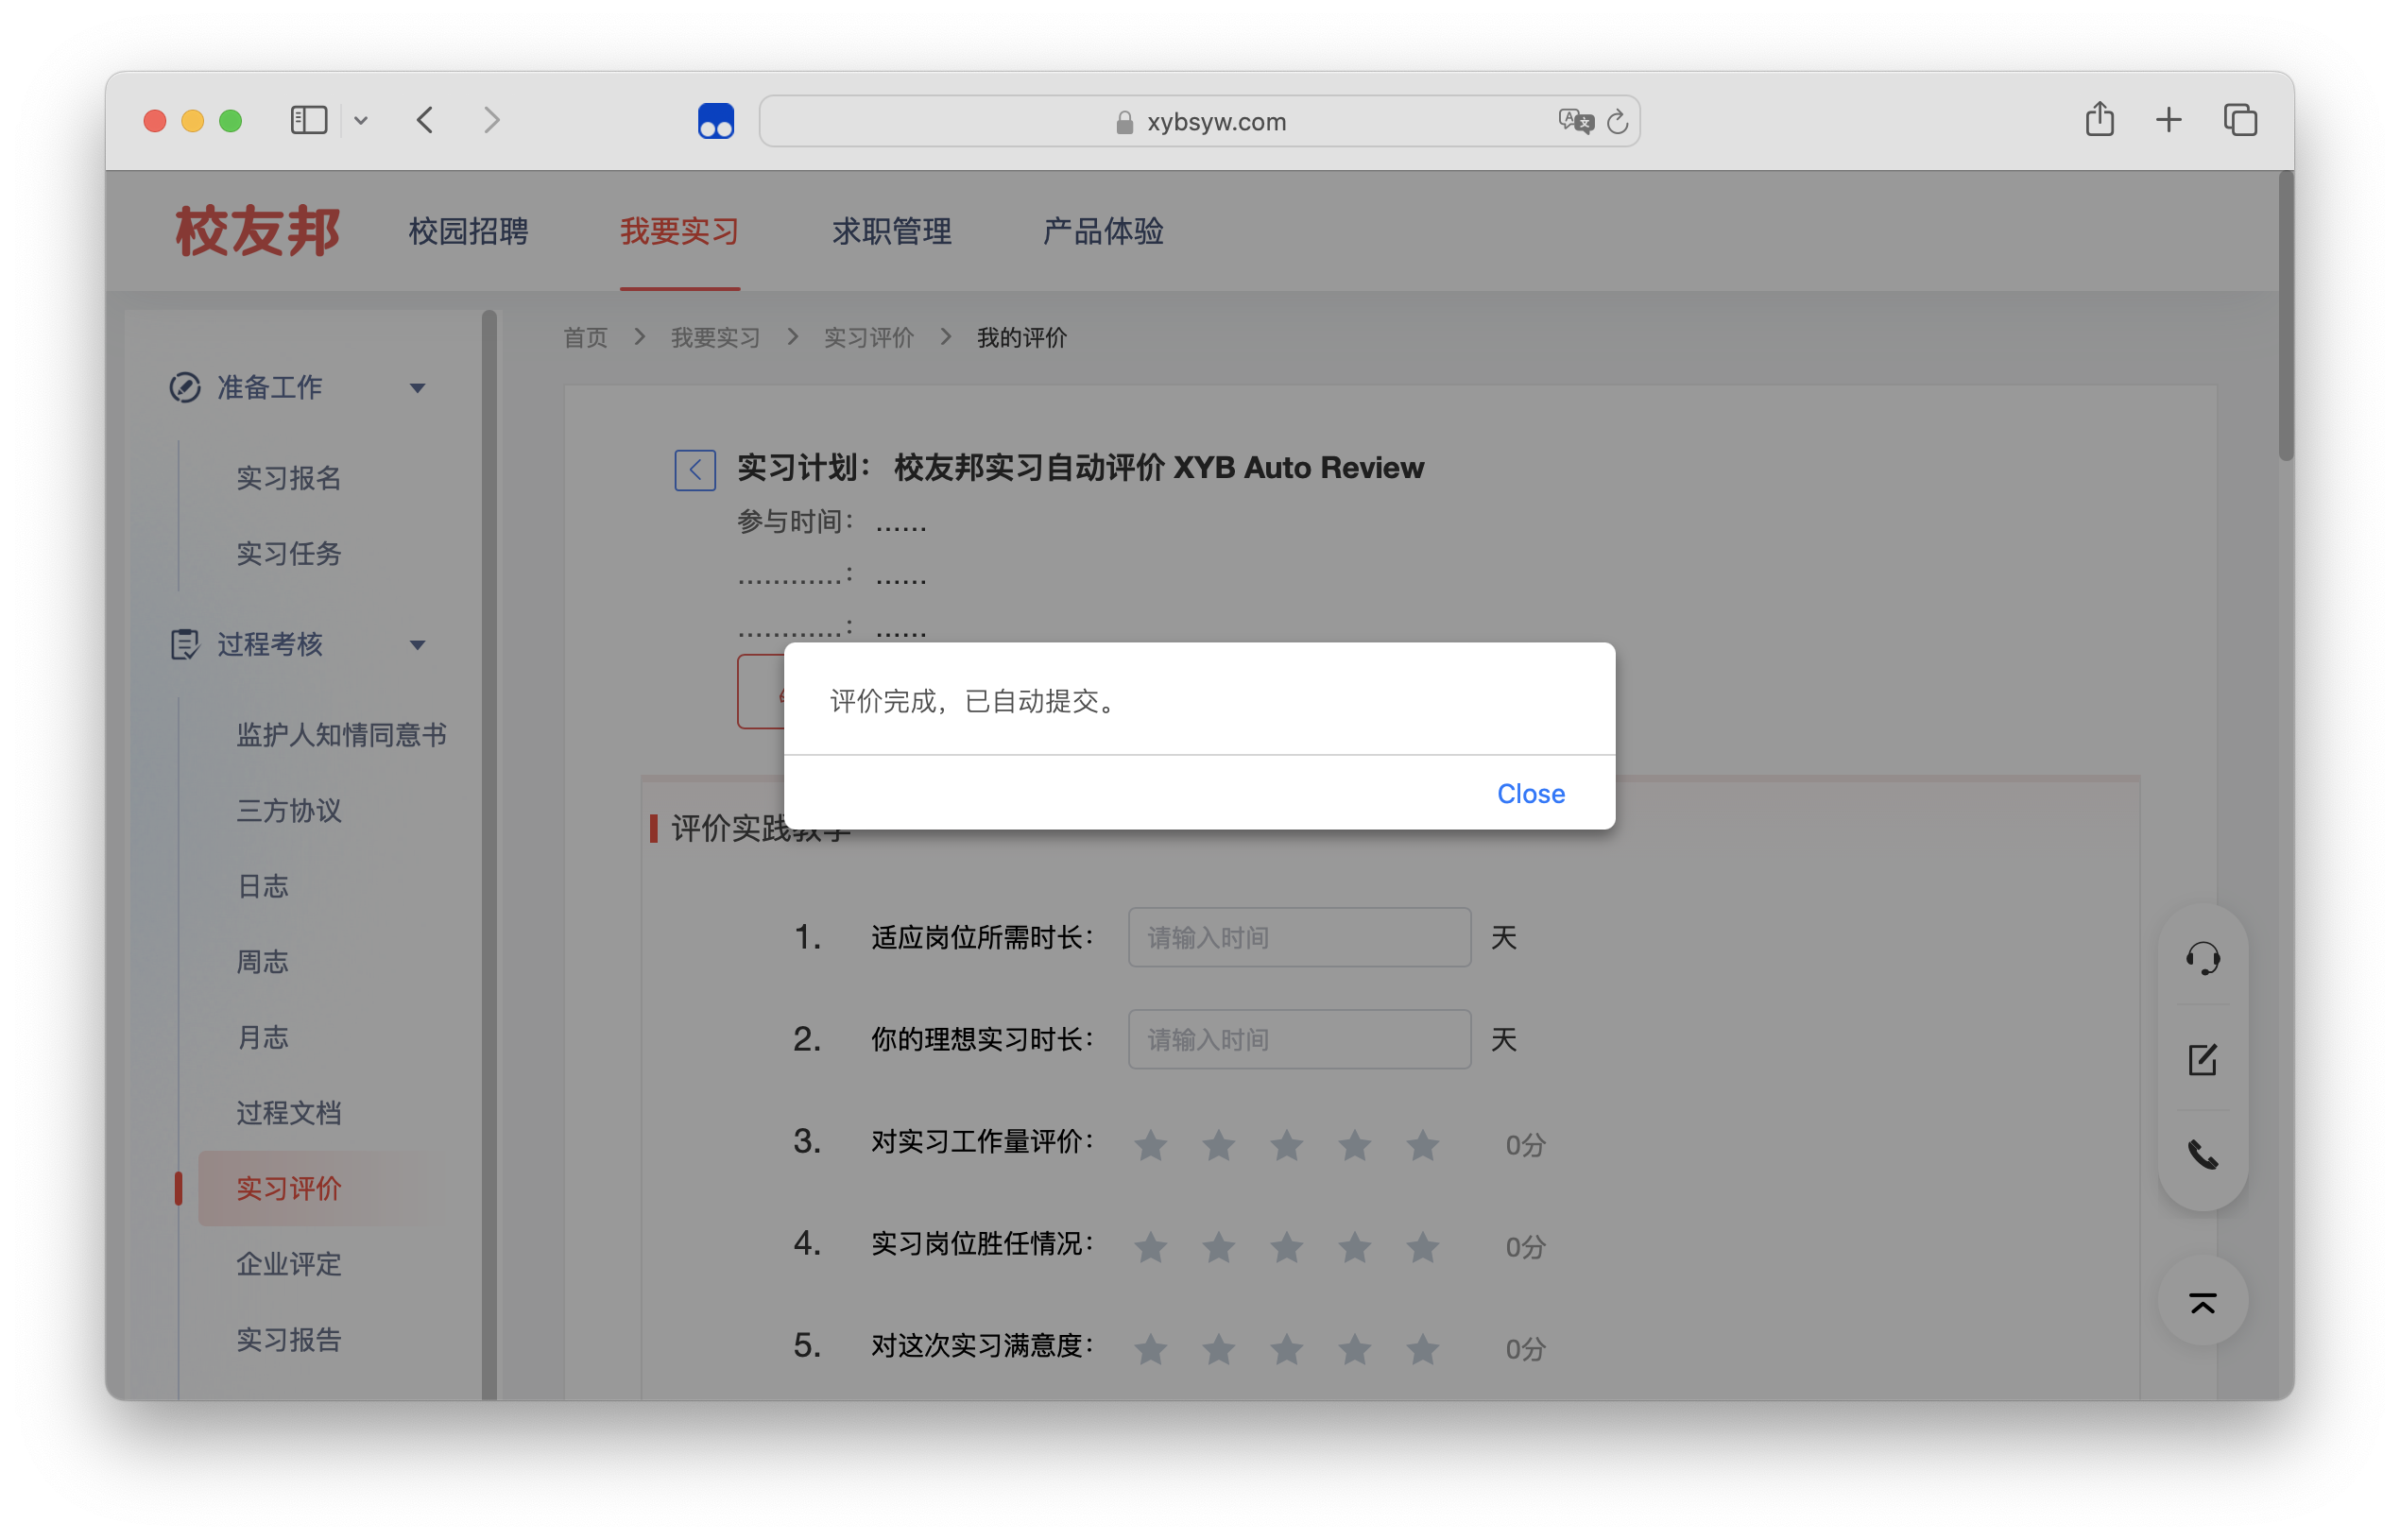 xybsyw.com
校友邦 校园招聘 我要实习 求职管理 产品体验
首页 我要实习 实习评价 我的评价
准备工作
实习报名
实习任务
过程考核
监护人知情同意书
三方协议
日志
周志
月志
过程文档
实习评价
企业评定
实习报告
实习计划： 校友邦实习自动评价 XYB Auto Review
参与时间： ……
…………： ……
…………： ……
评价完成，已自动提交。
Close
评价实践教学
1. 适应岗位所需时长： 请输入时间 天
2. 你的理想实习时长： 请输入时间 天
3. 对实习工作量评价： 0分
4. 实习岗位胜任情况： 0分
5. 对这次实习满意度： 0分